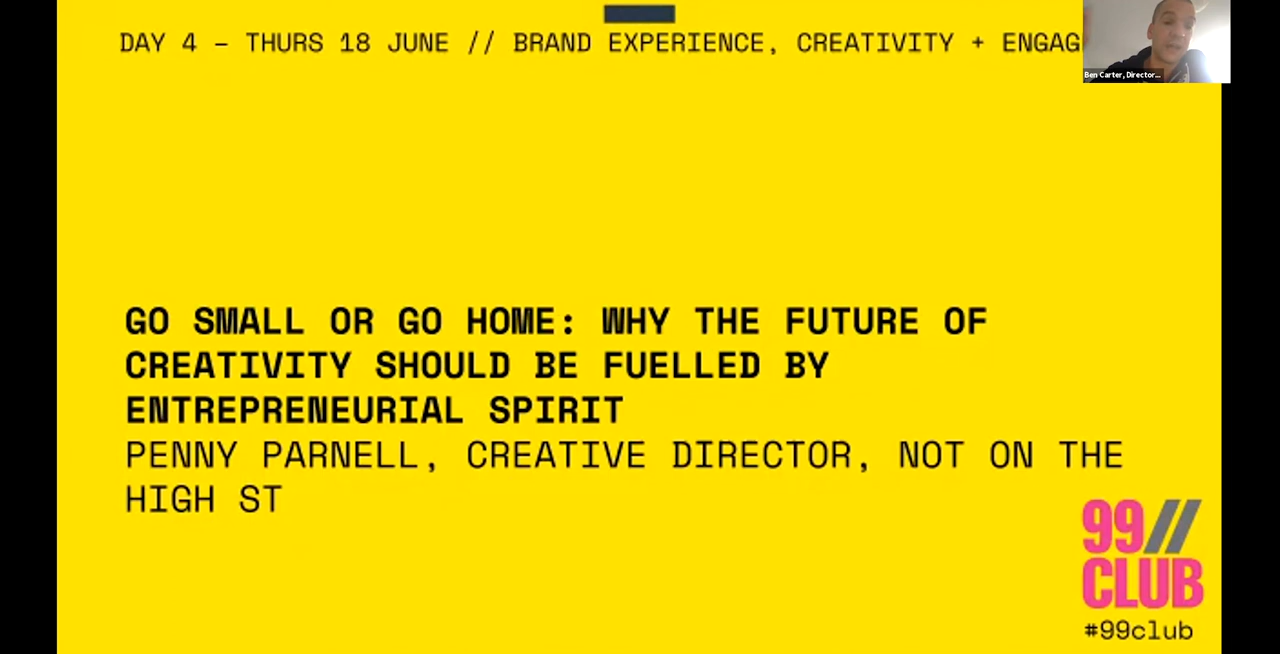 DAY 4 – THURS 18 JUNE // BRAND EXPERIENCE, CREATIVITY + ENGAG
Ben Carter, Director...
GO SMALL OR GO HOME: WHY THE FUTURE OF
CREATIVITY SHOULD BE FUELLED BY
ENTREPRENEURIAL SPIRIT
PENNY PARNELL, CREATIVE DIRECTOR, NOT ON THE
HIGH ST
99//
CLUB
#99club